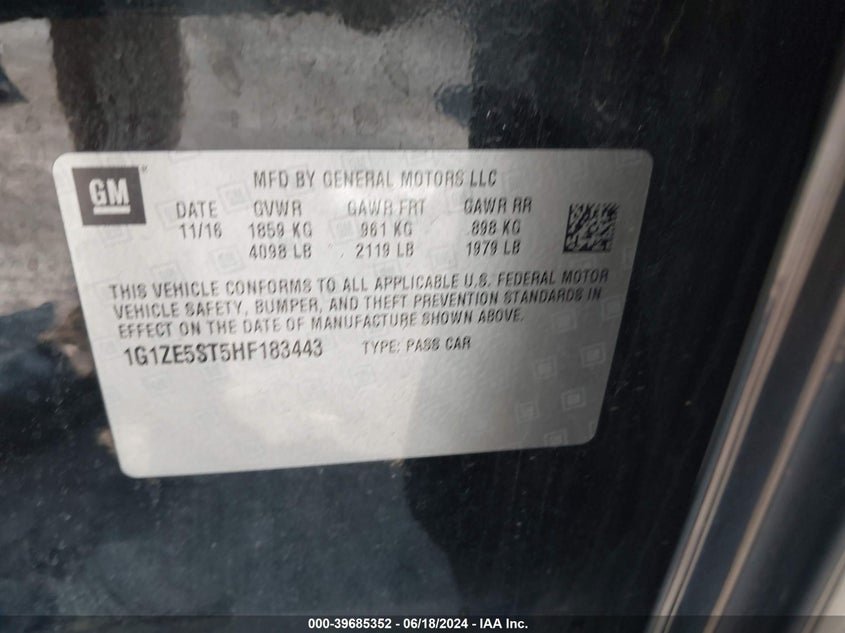 GM
MFD BY GENERAL MOTORS LLC
DATE GVWR GAWR FRT GAWR RR
11/16 1859 KG 961 KG 898 KG
4098 LB 2119 LB 1979 LB
THIS VEHICLE CONFORMS TO ALL APPLICABLE U.S. FEDERAL MOTOR
VEHICLE SAFETY, BUMPER, AND THEFT PREVENTION STANDARDS IN
EFFECT ON THE DATE OF MANUFACTURE SHOWN ABOVE.
1G1ZE5ST5HF183443 TYPE: PASS CAR
000-39685352 - 06/18/2024 - IAA Inc.